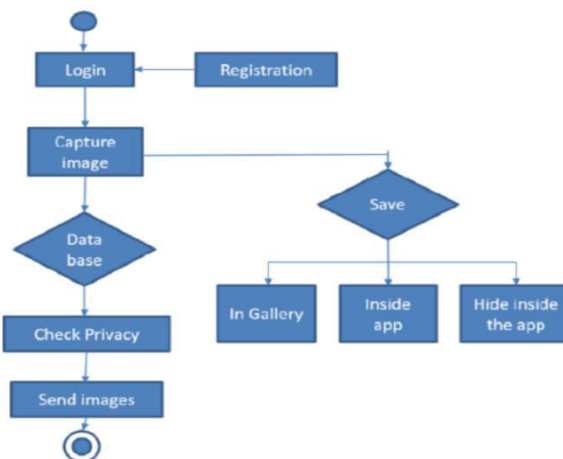 Login
Registration
Capture
image
Save
Data
base
In Gallery
Inside
app
Hide inside
the app
Check Privacy
Send images